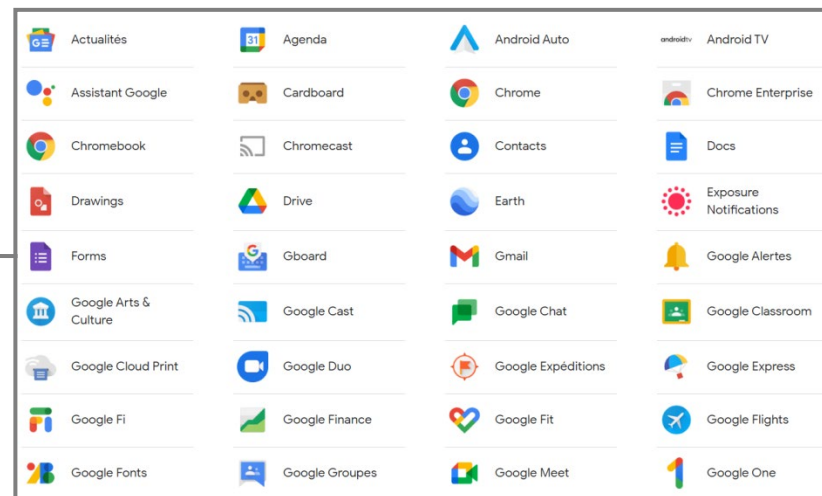 Actualités
Agenda
31
Android Auto
androidtv
Android TV
Assistant Google
Cardboard
Chrome
Chrome Enterprise
Chromebook
Chromecast
Contacts
Docs
Drawings
Drive
Earth
Exposure
Notifications
Forms
Gboard
Gmail
Google Alertes
Google Arts &
Culture
Google Cast
Google Chat
Google Classroom
Google Cloud Print
Google Duo
Google Expéditions
Google Express
Google Fi
Google Finance
Google Fit
Google Flights
Google Fonts
Google Groupes
Google Meet
Google One